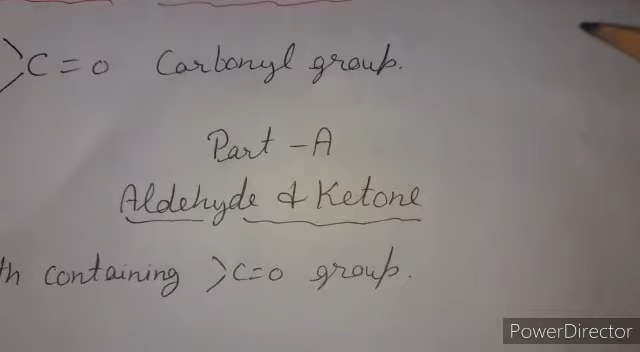 >C=O Carbonyl group.
Part - A
Aldehyde & Ketone
th containing >C=O group.
PowerDirector